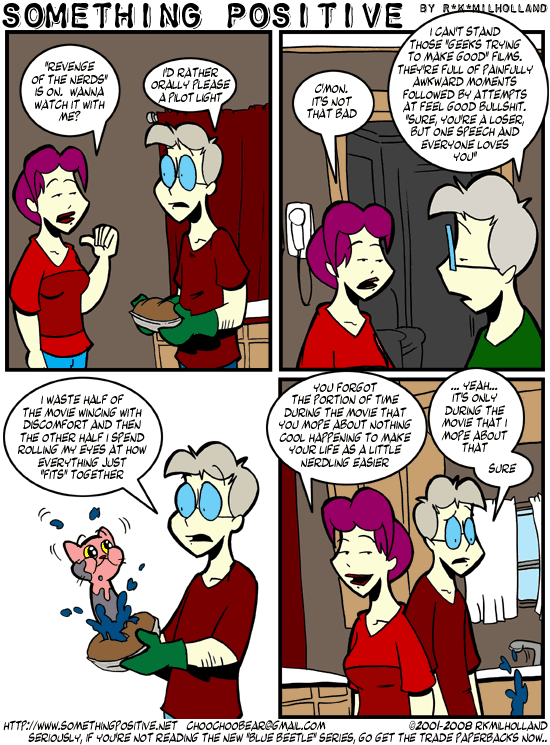 SOMETHING POSITIVE BY R*K*MILHOLLAND
"REVENGE
OF THE NERDS"
IS ON. WANNA
WATCH IT WITH
ME?
I'D RATHER
ORALLY PLEASE
A PILOT LIGHT
C'MON.
IT'S NOT
THAT BAD
I CAN'T STAND
THOSE "GEEKS TRYING
TO MAKE GOOD" FILMS.
THEY'RE FULL OF PAINFULLY
AWKWARD MOMENTS
FOLLOWED BY ATTEMPTS
AT FEEL GOOD BULLSHIT.
"SURE, YOU'RE A LOSER,
BUT ONE SPEECH AND
EVERYONE LOVES
YOU"
I WASTE HALF OF
THE MOVIE WINCING WITH
DISCOMFORT AND THEN
THE OTHER HALF I SPEND
ROLLING MY EYES AT HOW
EVERYTHING JUST
"FITS" TOGETHER
YOU FORGOT
THE PORTION OF TIME
DURING THE MOVIE THAT
YOU MOPE ABOUT NOTHING
COOL HAPPENING TO MAKE
YOUR LIFE AS A LITTLE
NERDLING EASIER
... YEAH...
IT'S ONLY
DURING THE
MOVIE THAT I
MOPE ABOUT
THAT
SURE
HTTP://WWW.SOMETHINGPOSITIVE.NET CHOOCHOOBEAR@GMAIL.COM ©2001-2008 RKMILHOLLAND
SERIOUSLY, IF YOU'RE NOT READING THE NEW "BLUE BEETLE" SERIES, GO GET THE TRADE PAPERBACKS NOW..